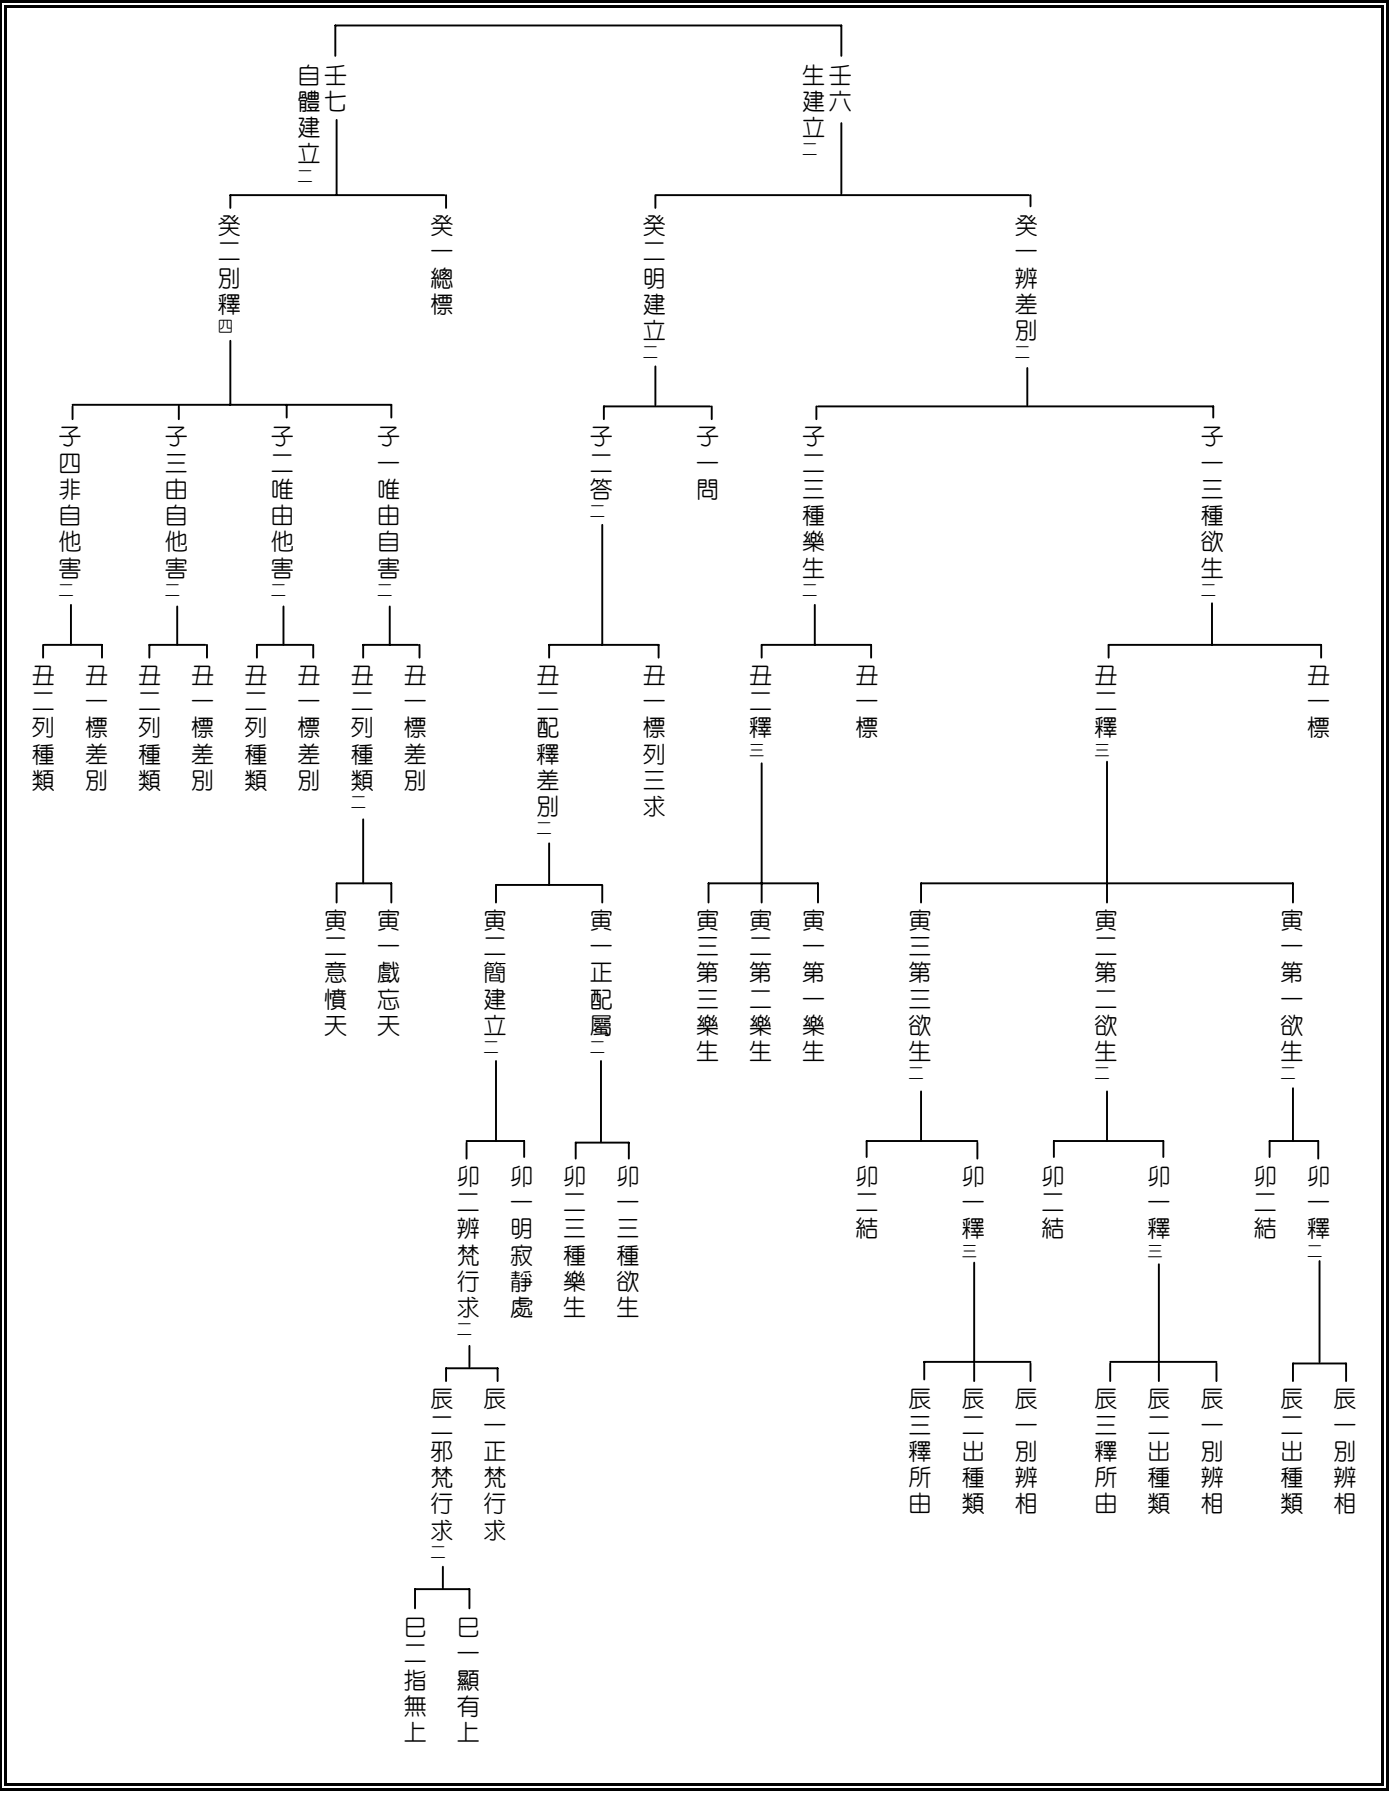 壬六
生建立二
壬七
自體建立二
癸一辨差別二
癸二明建立二
癸一總標
癸二別釋四
子一三種欲生二
子二三種樂生二
子一問
子二答二
子一唯由自害二
子二唯由他害二
子三由自他害二
子四非自他害二
丑一標
丑二釋三
丑一標
丑二釋三
丑一標列三求
丑二配釋差別二
丑一標差別
丑二列種類二
丑一標差別
丑二列種類
丑一標差別
丑二列種類
丑一標差別
丑二列種類
寅一第一欲生二
寅二第二欲生二
寅三第三欲生二
寅一第一樂生
寅二第二樂生
寅三第三樂生
寅一正配屬二
寅二簡建立二
寅一戲忘天
寅二意憤天
卯一釋二
卯二結
卯一釋三
卯二結
卯一釋三
卯二結
卯一三種欲生
卯二三種樂生
卯一明寂靜處
卯二辨梵行求二
辰一別辨相
辰二出種類
辰一別辨相
辰二出種類
辰三釋所由
辰一別辨相
辰二出種類
辰三釋所由
辰一正梵行求
辰二邪梵行求二
巳一顯有上
巳二指無上